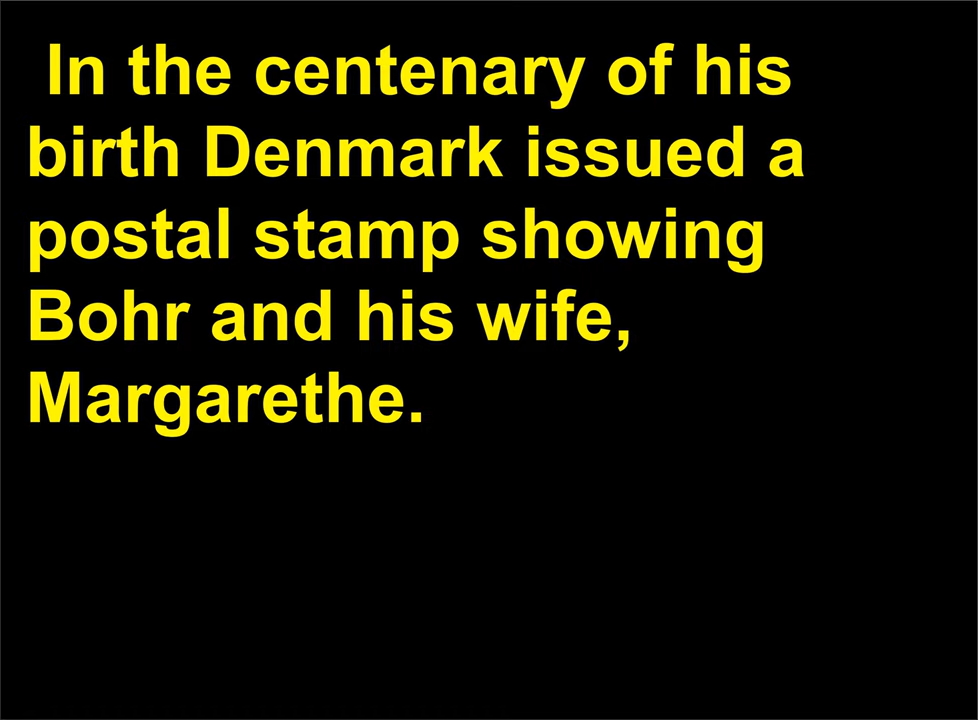 In the centenary of his
birth Denmark issued a
postal stamp showing
Bohr and his wife,
Margarethe.